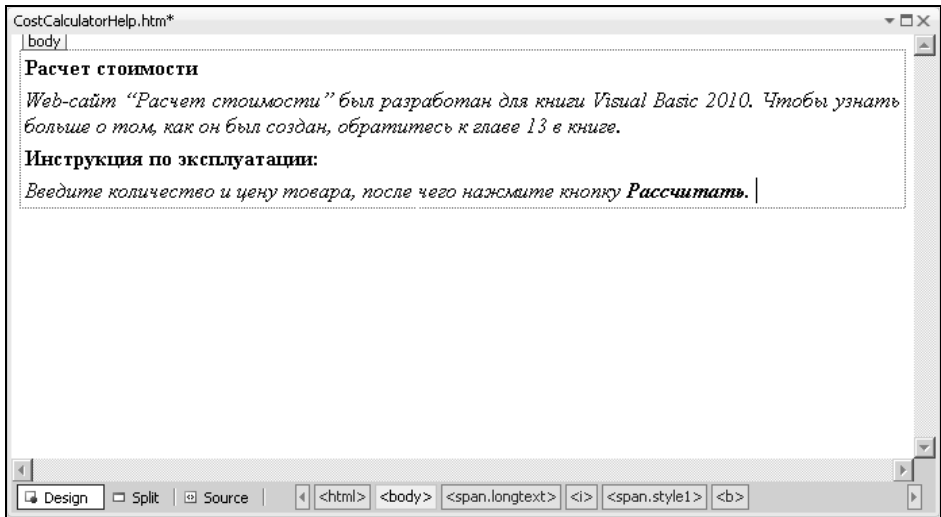 CostCalculatorHelp.htm*
body
Расчет стоимости
Web-сайт “Расчет стоимости” был разработан для книги Visual Basic 2010. Чтобы узнать
больше о том, как он был создан, обратитесь к главе 13 в книге.
Инструкция по эксплуатации:
Введите количество и цену товара, после чего нажмите кнопку Рассчитать.
Design Split Source <html> <body> <span.longtext> <i> <span.style1> <b>